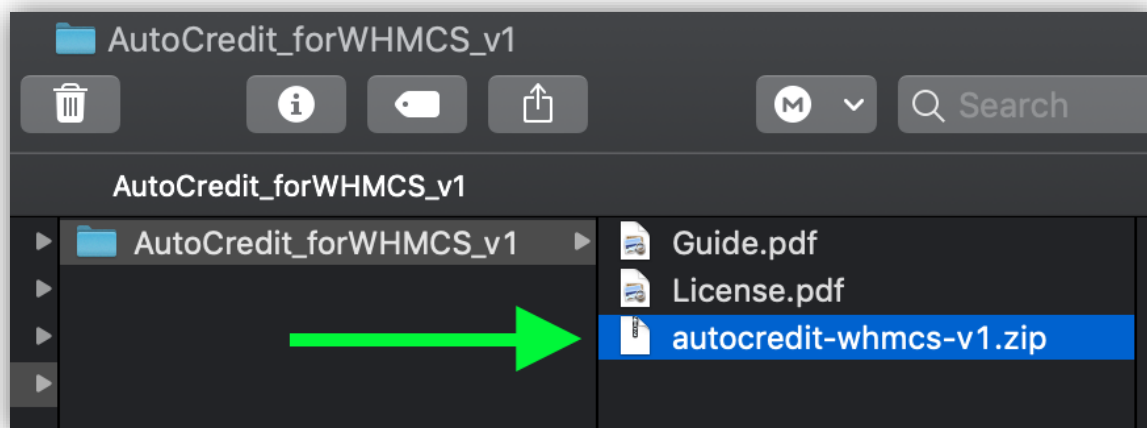 AutoCredit_forWHMCS_v1
Search
AutoCredit_forWHMCS_v1
AutoCredit_forWHMCS_v1
Guide.pdf
License.pdf
autocredit-whmcs-v1.zip